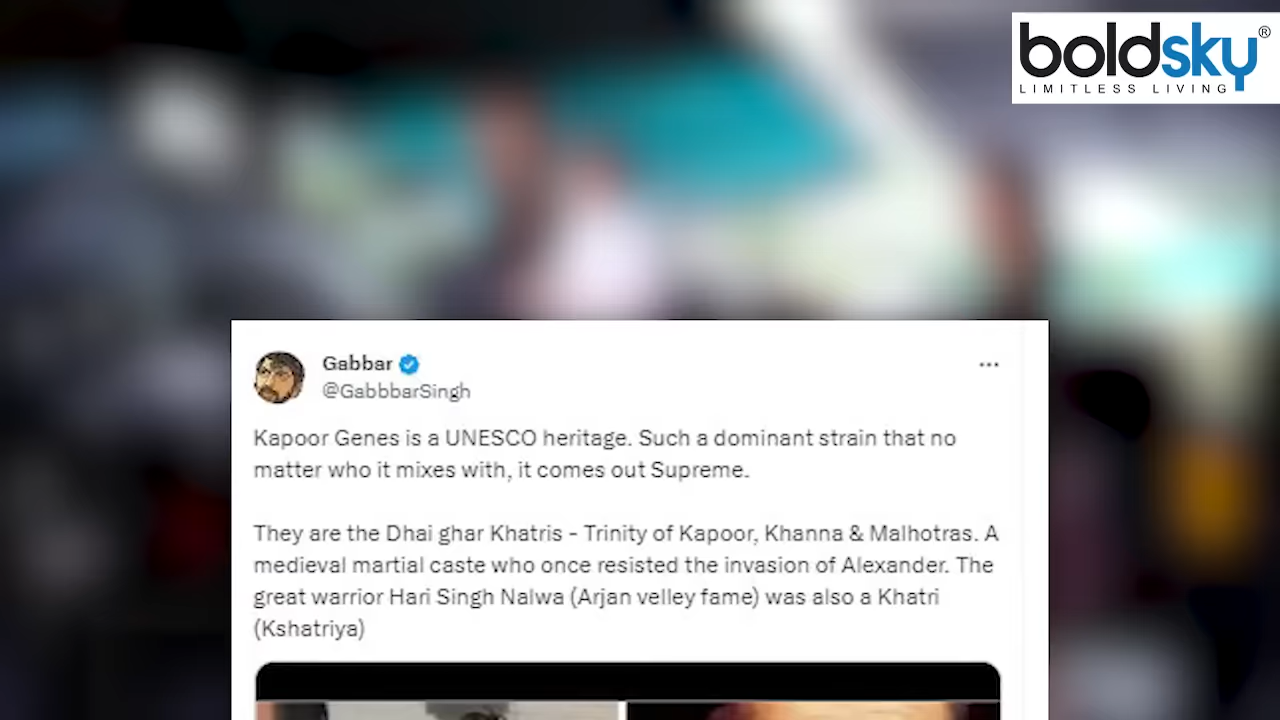 boldsky®
LIMITLESS LIVING
Gabbar
@GabbbarSingh
Kapoor Genes is a UNESCO heritage. Such a dominant strain that no
matter who it mixes with, it comes out Supreme.
They are the Dhai ghar Khatris - Trinity of Kapoor, Khanna & Malhotras. A
medieval martial caste who once resisted the invasion of Alexander. The
great warrior Hari Singh Nalwa (Arjan velley fame) was also a Khatri
(Kshatriya)